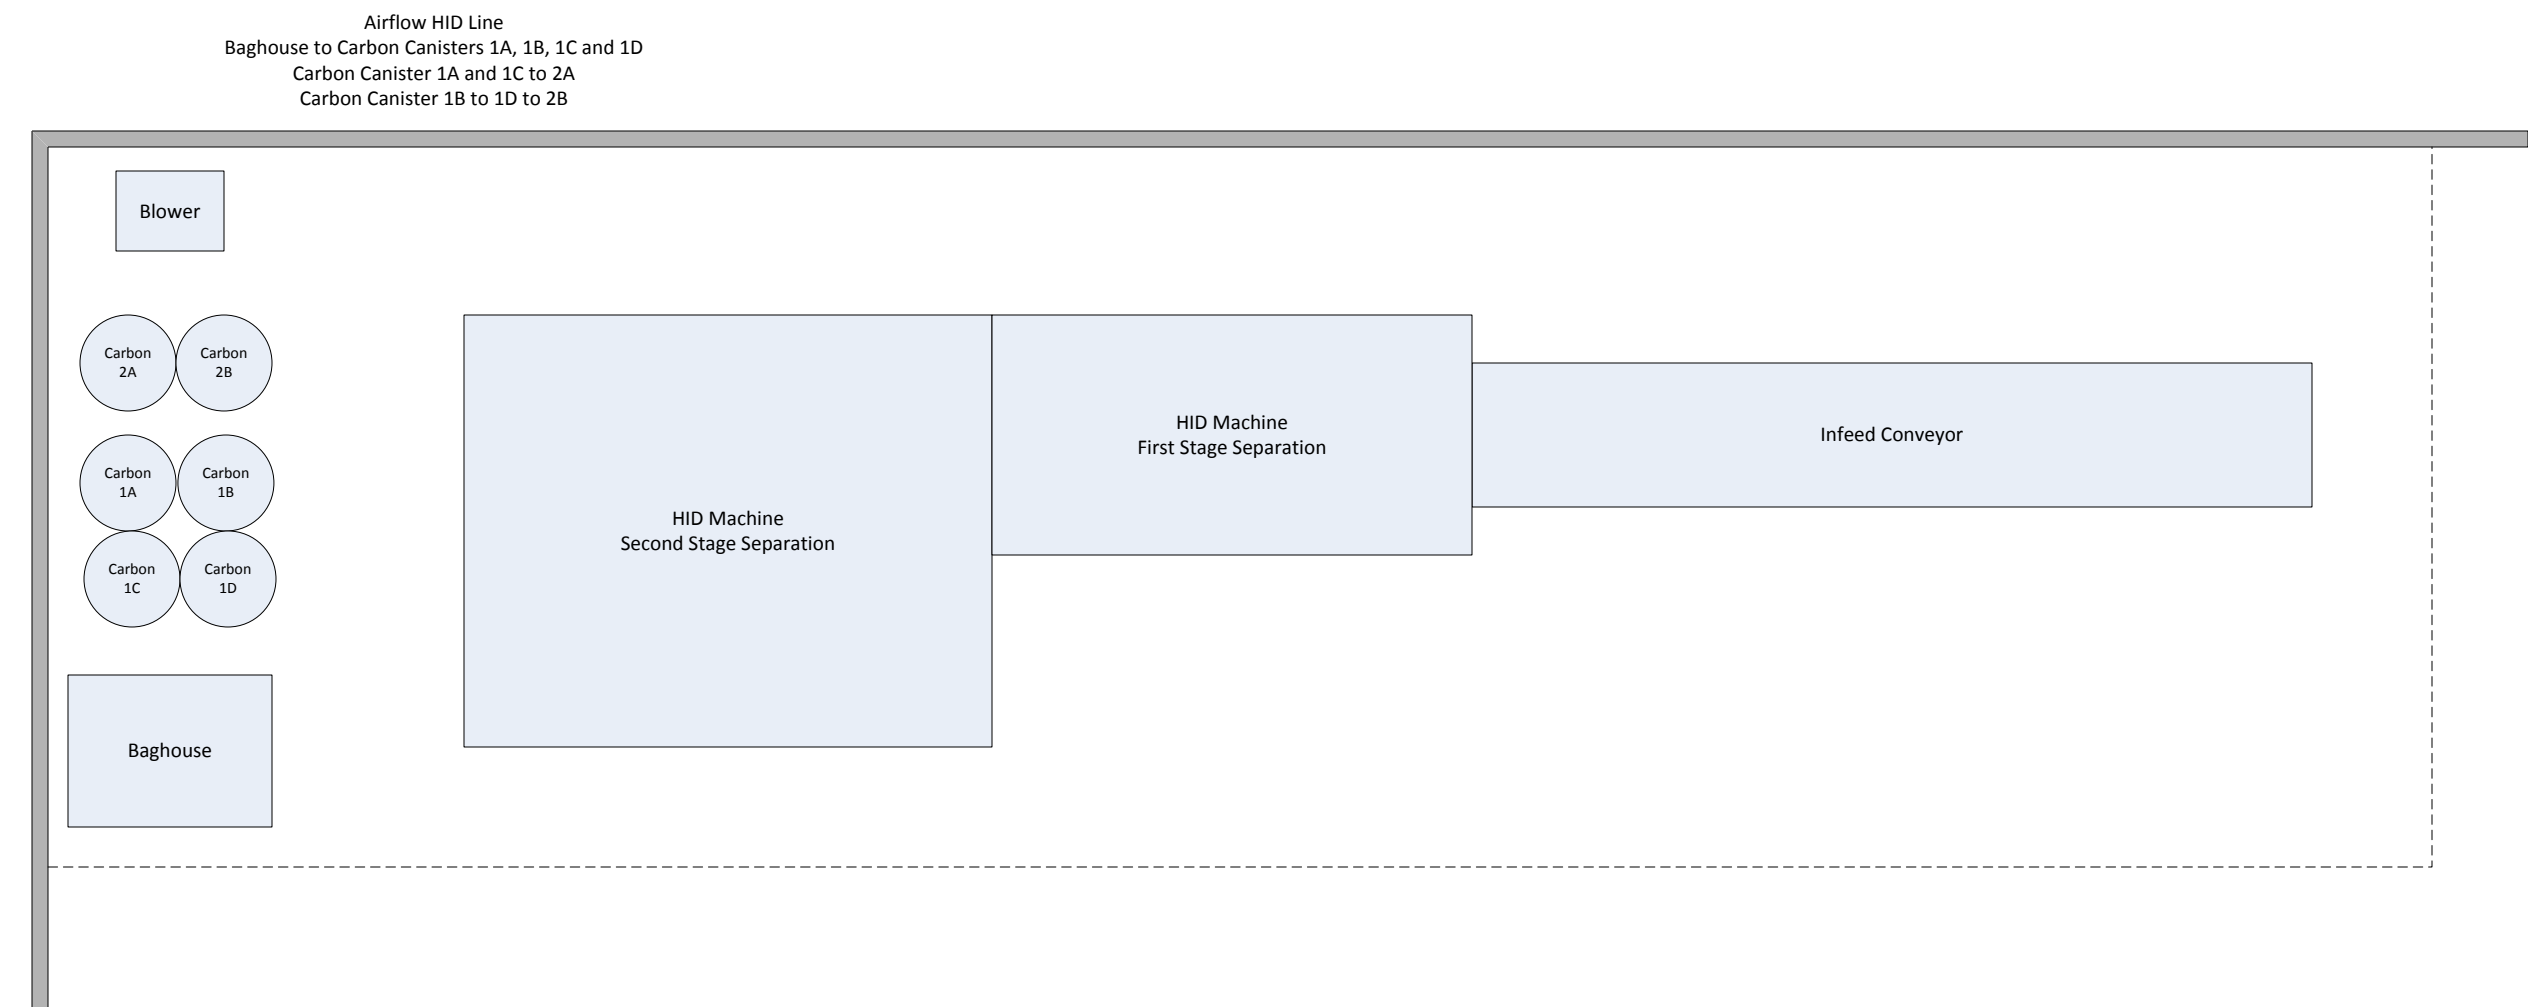 Airflow HID Line
Baghouse to Carbon Canisters 1A, 1B, 1C and 1D
Carbon Canister 1A and 1C to 2A
Carbon Canister 1B to 1D to 2B
Blower
Carbon
2A
Carbon
2B
Carbon
1A
Carbon
1B
Carbon
1C
Carbon
1D
Baghouse
HID Machine
Second Stage Separation
HID Machine
First Stage Separation
Infeed Conveyor